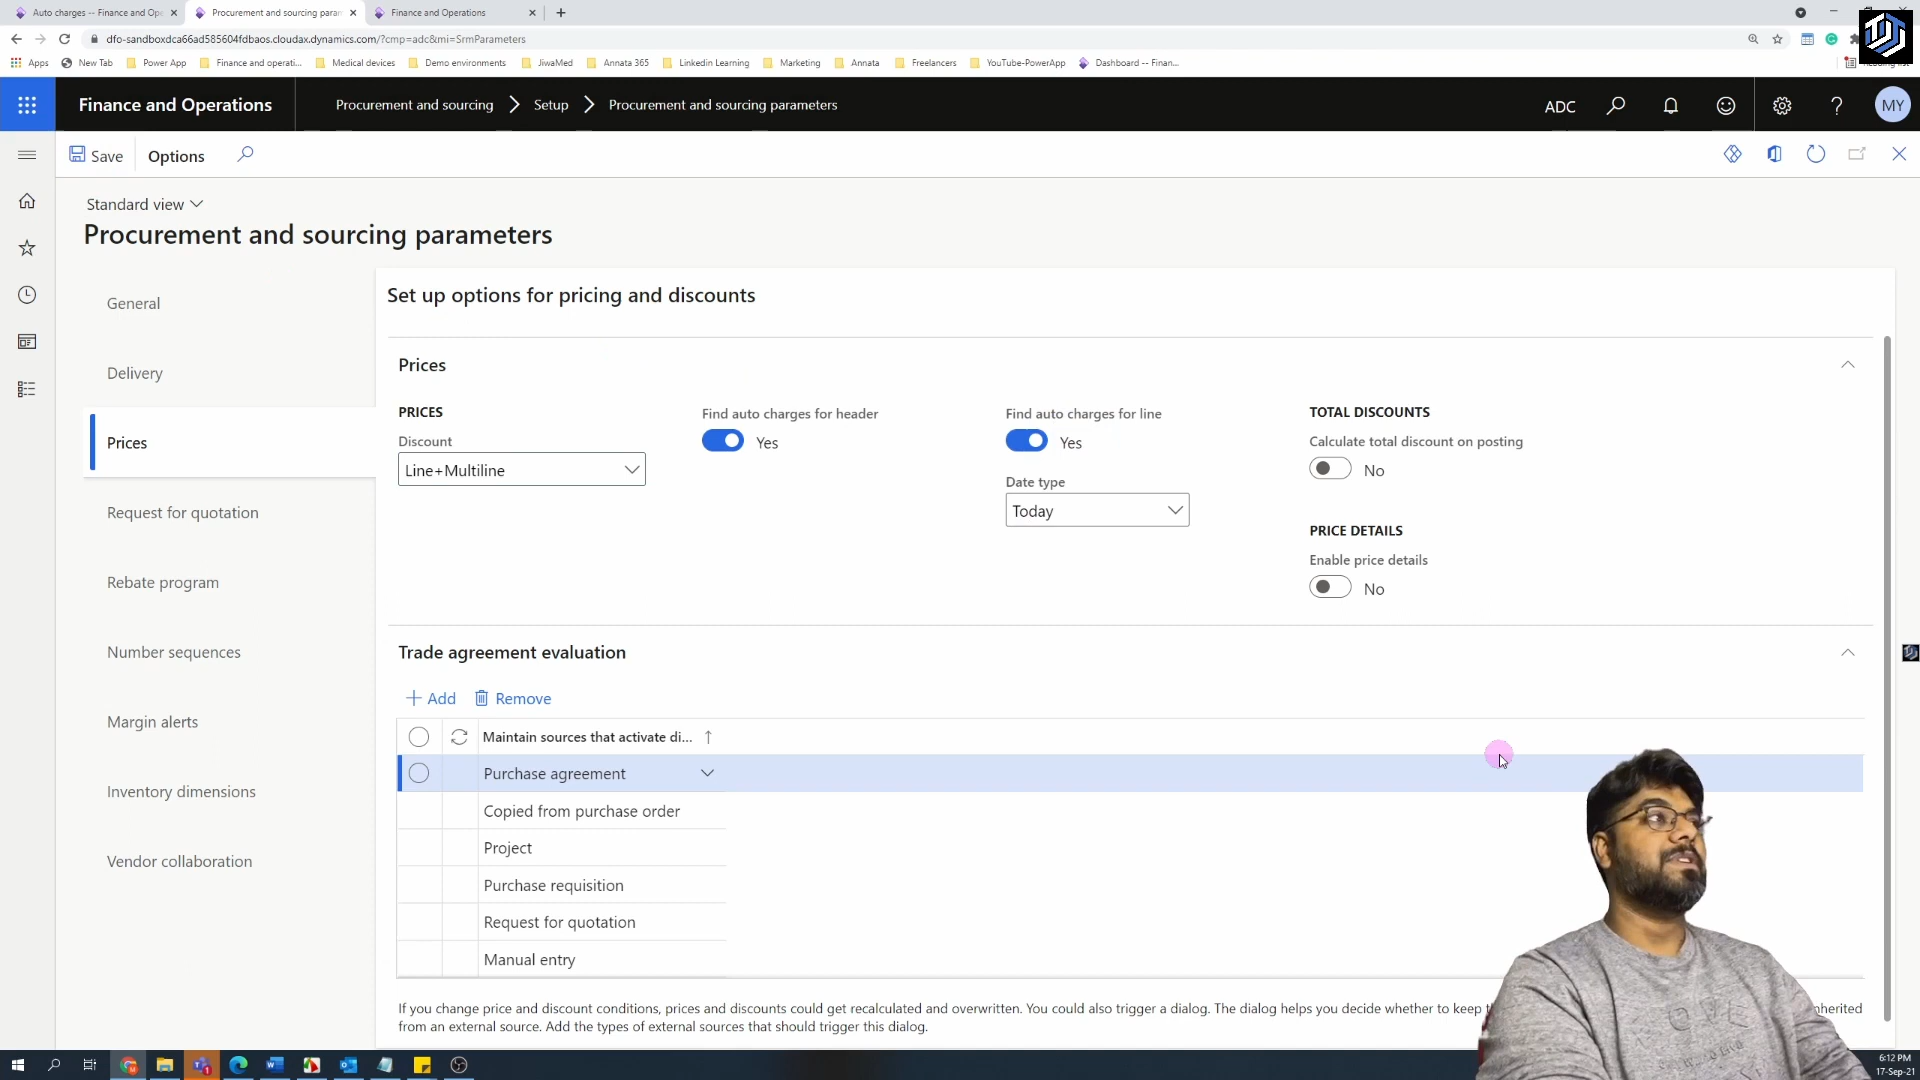 Auto charges -- Finance and Ope
Procurement and sourcing param
Finance and Operations
dfo-sandboxdca66ad585604fdbaos.cloudax.dynamics.com/?cmp=adc&mi=SrmParameters
Apps
New Tab
Power App
Finance and operati...
Medical devices
Demo environments
JiwaMed
Annata 365
Linkedin Learning
Marketing
Annata
Freelancers
YouTube-PowerApp
Dashboard -- Finan...
Finance and Operations
Procurement and sourcing
Setup
Procurement and sourcing parameters
ADC
MY
Save
Options
Standard view
Procurement and sourcing parameters
General
Delivery
Prices
Request for quotation
Rebate program
Number sequences
Margin alerts
Inventory dimensions
Vendor collaboration
Set up options for pricing and discounts
Prices
PRICES
Discount
Line+Multiline
Find auto charges for header
Yes
Find auto charges for line
Yes
Date type
Today
TOTAL DISCOUNTS
Calculate total discount on posting
No
PRICE DETAILS
Enable price details
No
Trade agreement evaluation
Add
Remove
Maintain sources that activate di...
Purchase agreement
Copied from purchase order
Project
Purchase requisition
Request for quotation
Manual entry
If you change price and discount conditions, prices and discounts could get recalculated and overwritten. You could also trigger a dialog. The dialog helps you decide whether to keep
from an external source. Add the types of external sources that should trigger this dialog.
6:12 PM
17-Sep-21